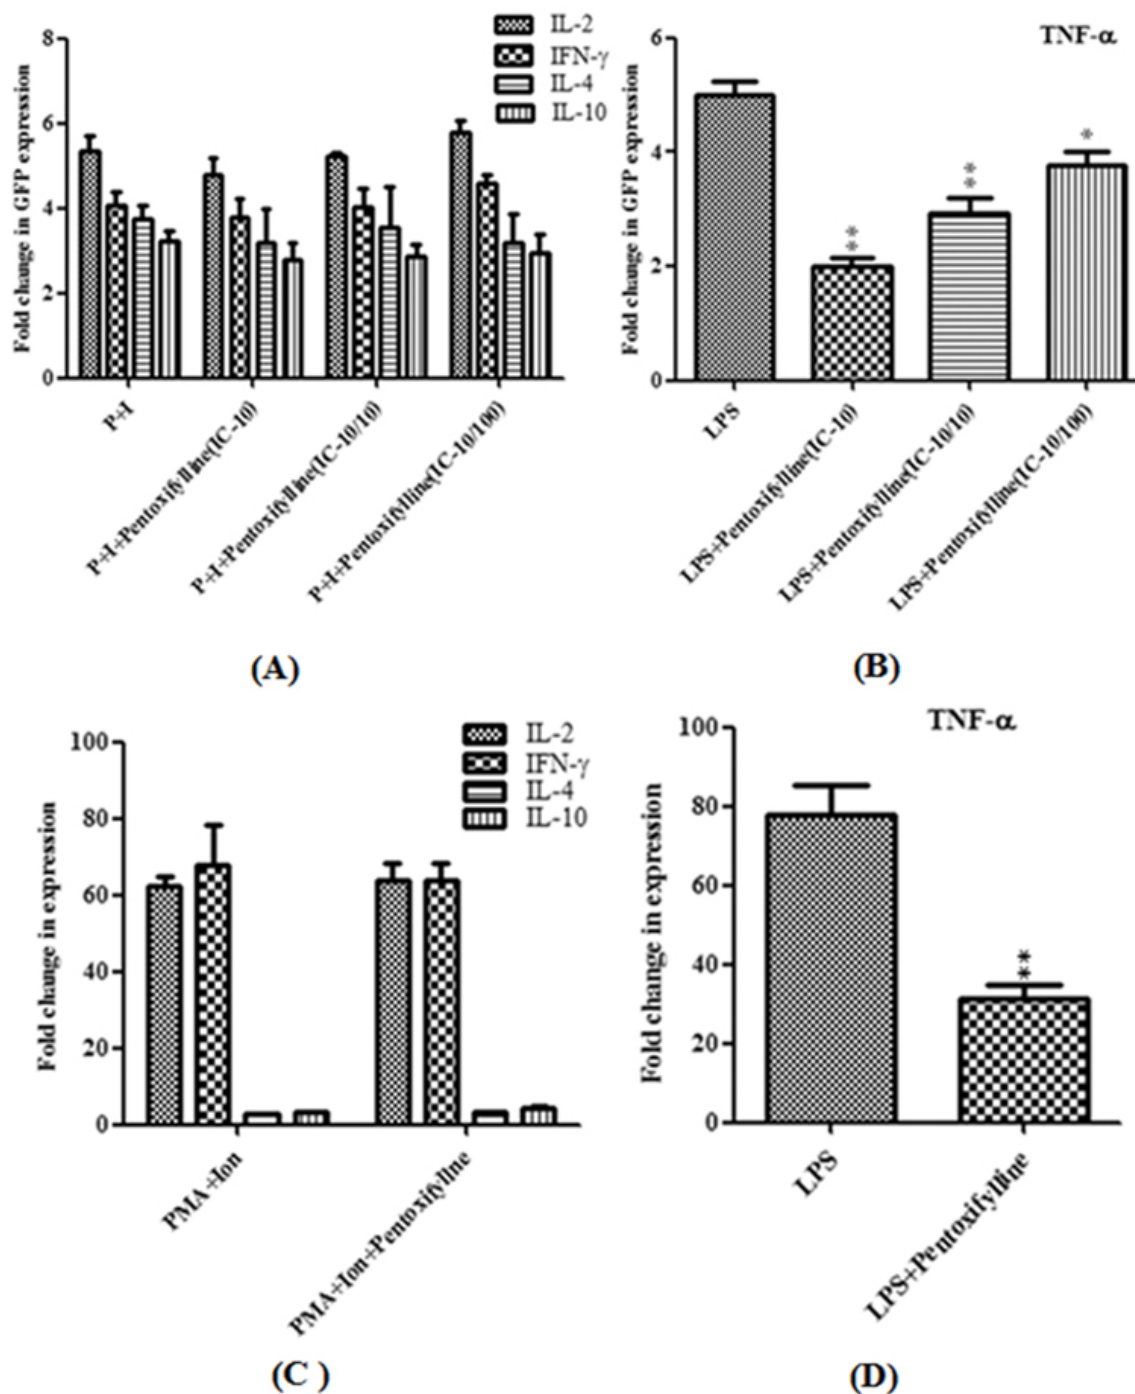 IL-2
IFN-γ
IL-4
IL-10
8
6
4
2
0
Fold change in GFP expression
P+I
P+I+Pentoxifylline(IC-10)
P+I+Pentoxifylline(IC-10/10)
P+I+Pentoxifylline(IC-10/100)
(A)
TNF-α
6
4
2
0
Fold change in GFP expression
**
**
*
LPS
LPS+Pentoxifylline(IC-10)
LPS+Pentoxifylline(IC-10/10)
LPS+Pentoxifylline(IC-10/100)
(B)
IL-2
IFN-γ
IL-4
IL-10
100
80
60
40
20
0
Fold change in expression
PMA+Ion
PMA+Ion+Pentoxifylline
(C )
TNF-α
100
80
60
40
20
0
Fold change in expression
**
LPS
LPS+Pentoxifylline
(D)